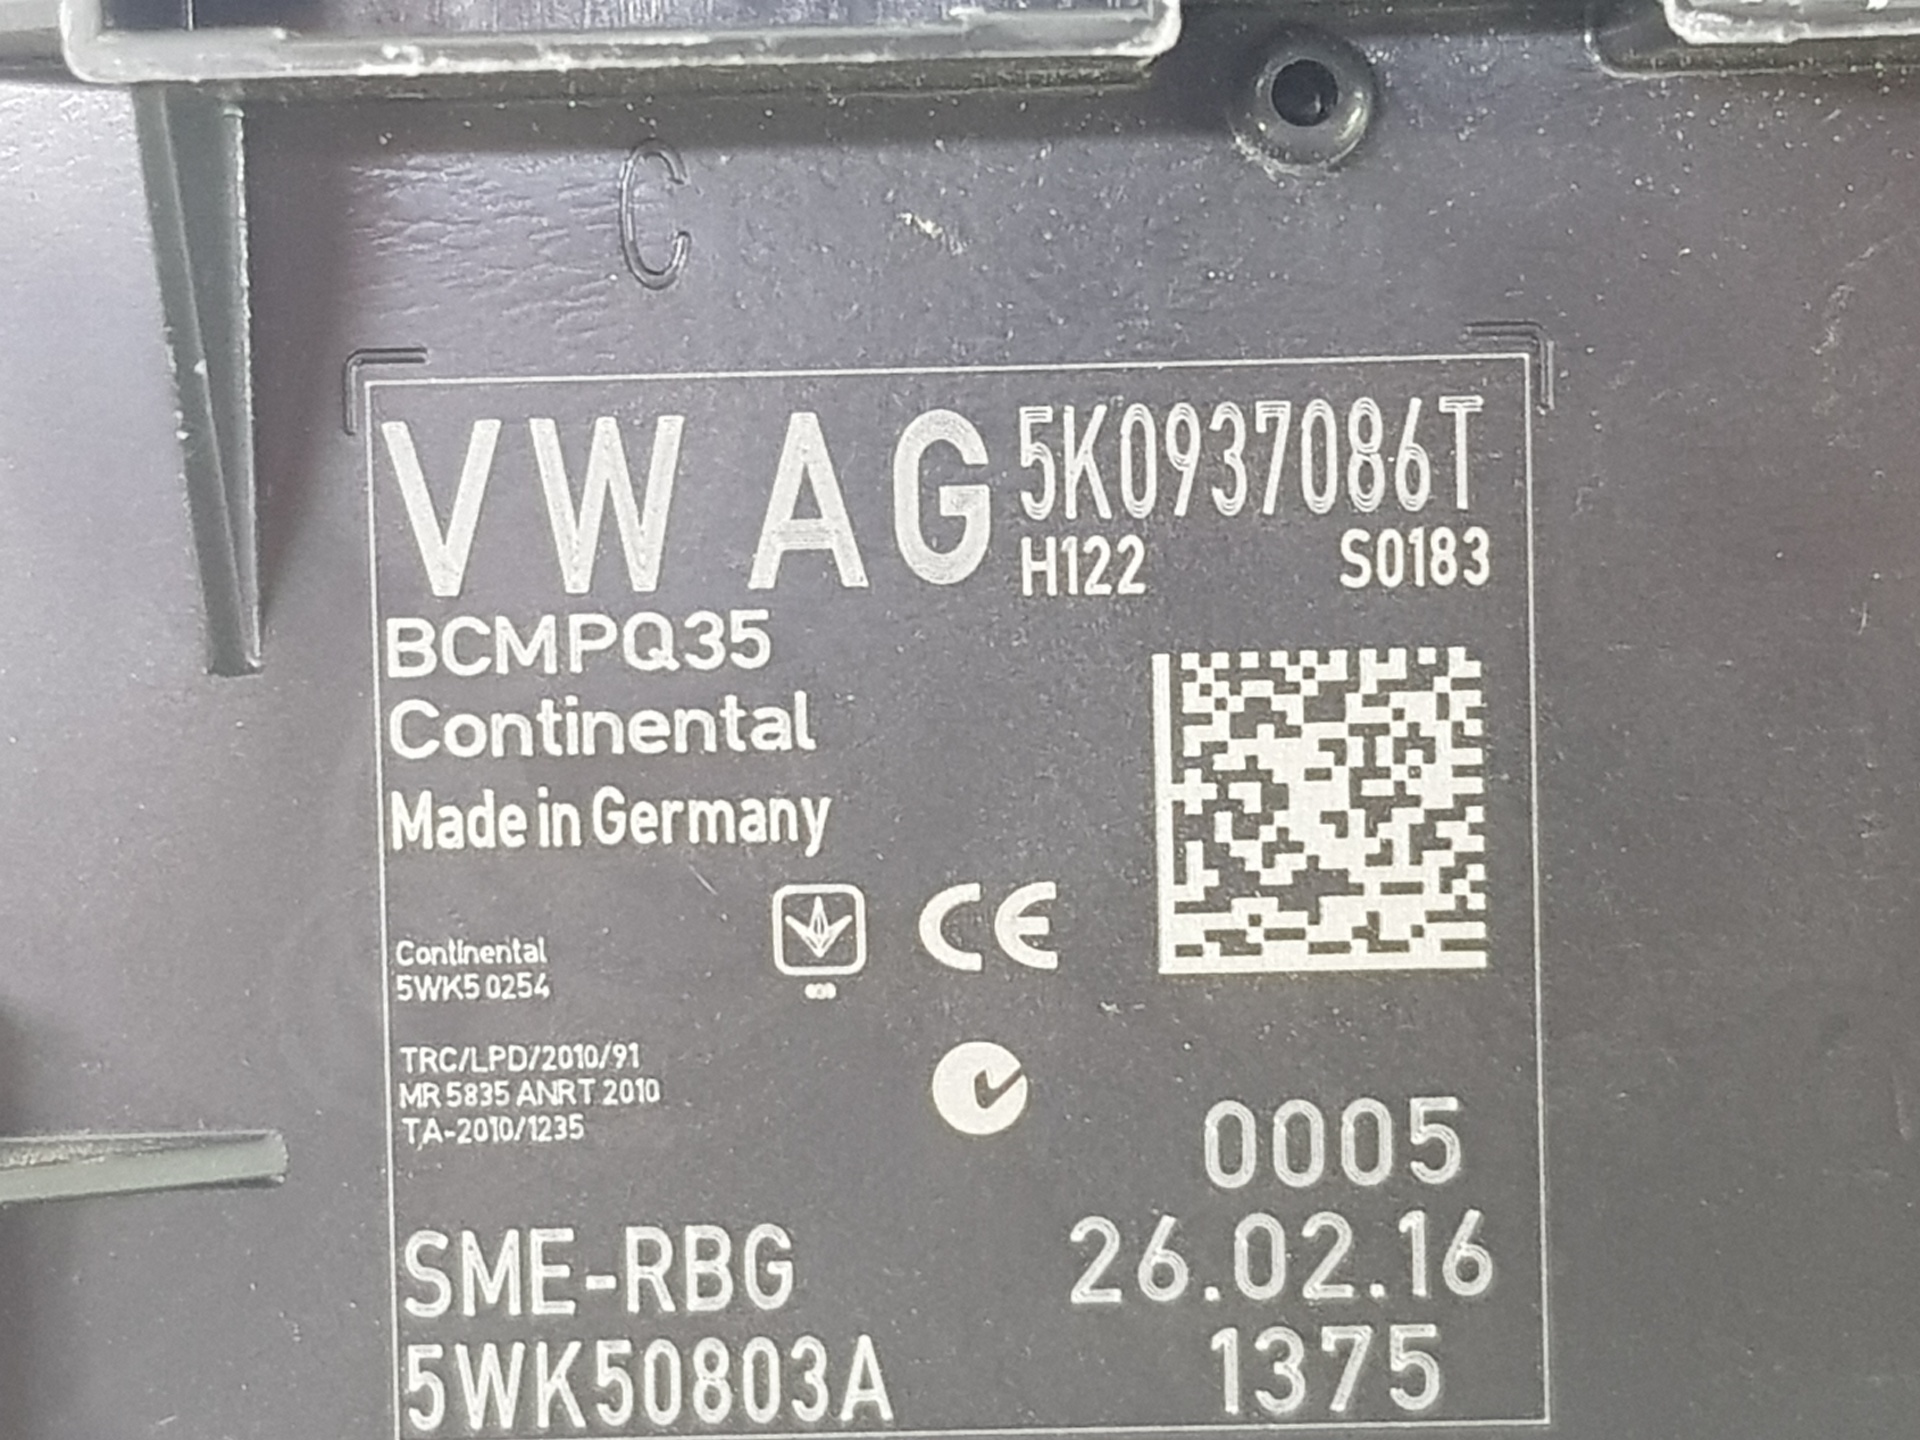 C
VW AG 5K0937086T
H122 S0183
BCMPQ35
Continental
Made in Germany
CE
Continental
5WK5 0254
TRC/LPD/2010/91
MR 5835 ANRT 2010
TA-2010/1235
0005
SME-RBG 26.02.16
5WK50803A 1375